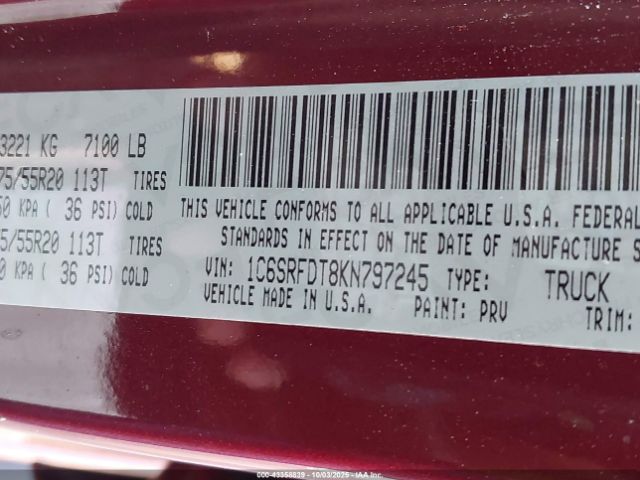 3221 KG 7100 LB
75/55R20 113T TIRES
50 KPA ( 36 PSI) COLD
5/55R20 113T TIRES
0 KPA ( 36 PSI) COLD
THIS VEHICLE CONFORMS TO ALL APPLICABLE U.S.A. FEDERAL
STANDARDS IN EFFECT ON THE DATE OF MANUFACTURE S
VIN: 1C6SRFDT8KN797245 TYPE: TRUCK
VEHICLE MADE IN U.S.A. PAINT: PRV TRIM:
000-43358839 - 10/03/2025 - IAA Inc.